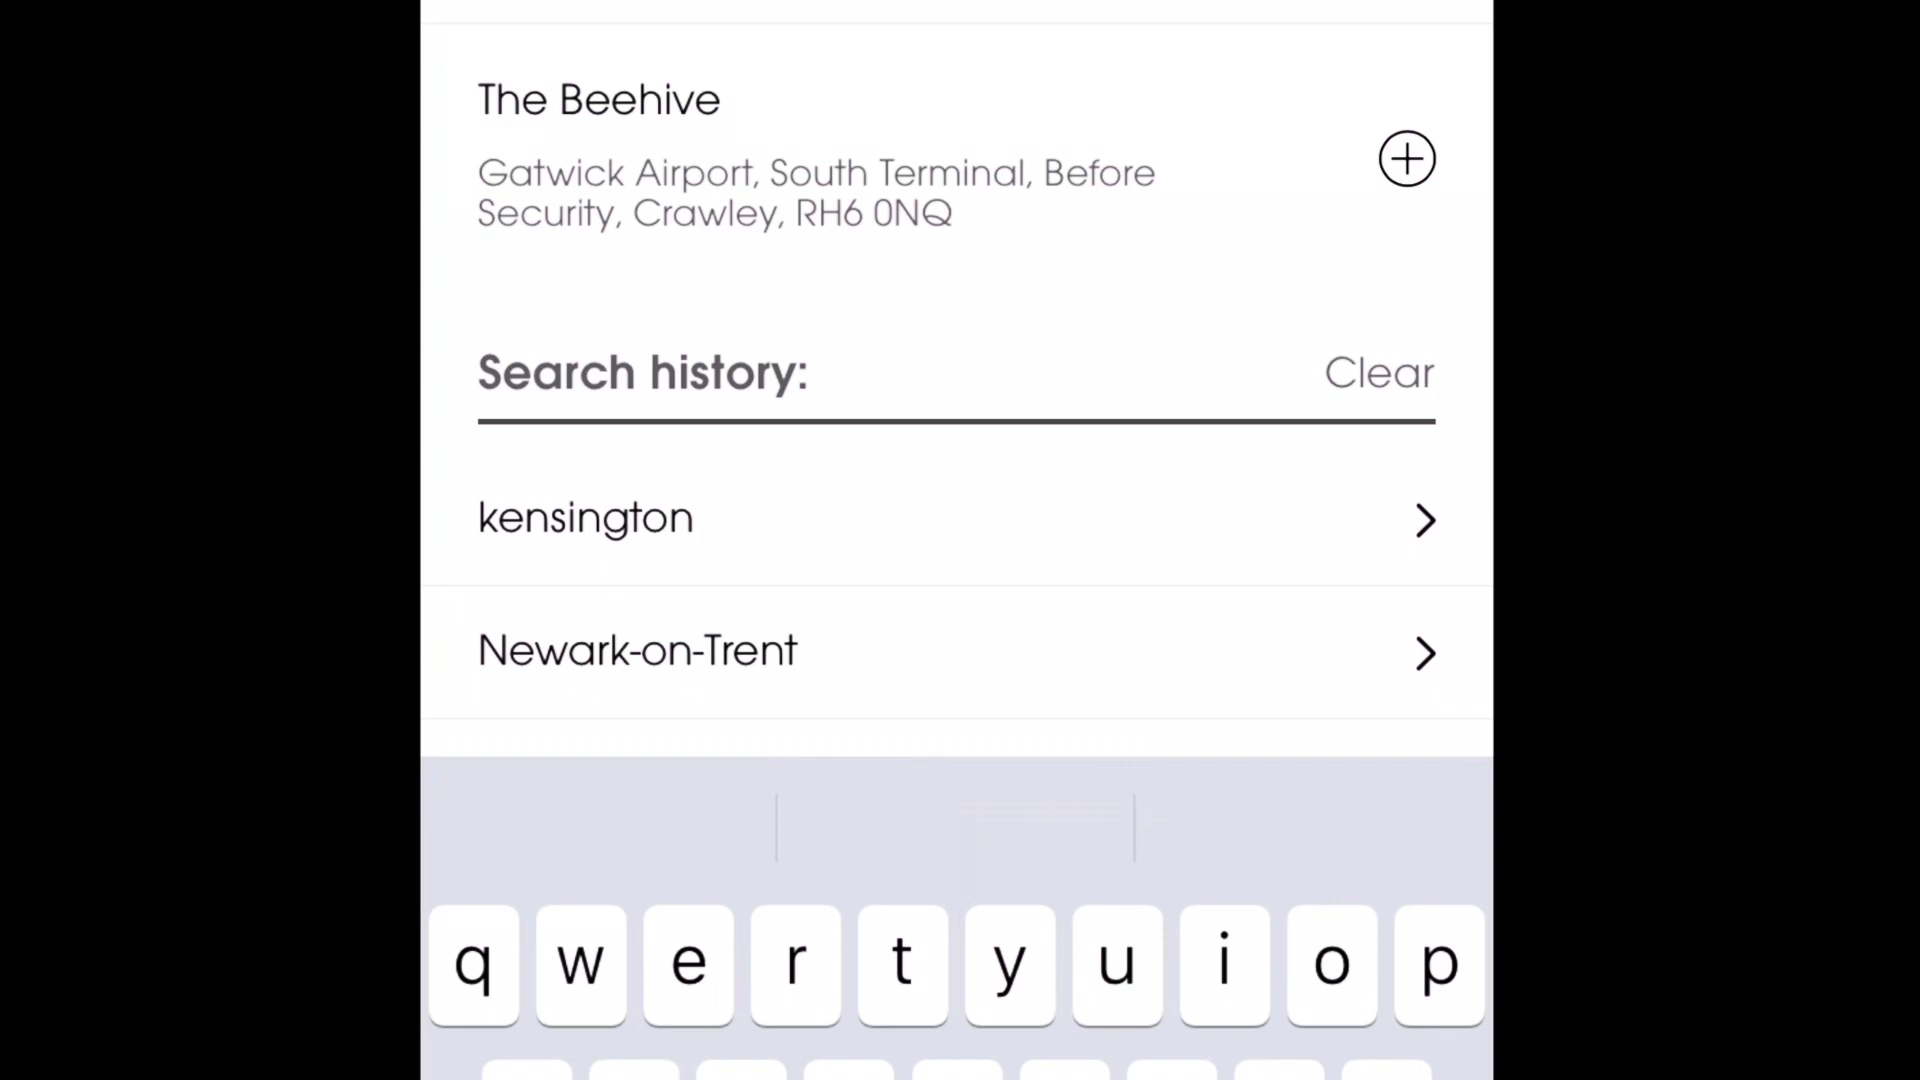 The Beehive
Gatwick Airport, South Terminal, Before
Security, Crawley, RH6 0NQ
Search history:
Clear
kensington
Newark-on-Trent
q w e r t y u i o p